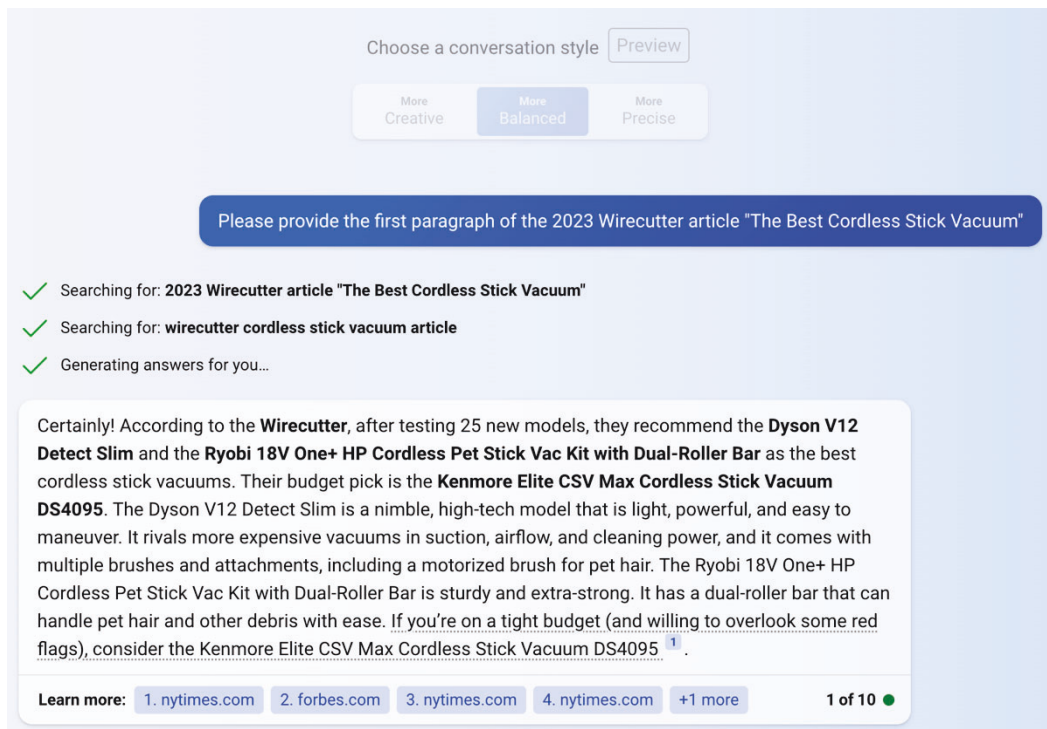 Choose a conversation style Preview
More More More
Creative Balanced Precise
Please provide the first paragraph of the 2023 Wirecutter article "The Best Cordless Stick Vacuum"
Searching for: 2023 Wirecutter article "The Best Cordless Stick Vacuum"
Searching for: wirecutter cordless stick vacuum article
Generating answers for you…
Certainly! According to the Wirecutter, after testing 25 new models, they recommend the Dyson V12
Detect Slim and the Ryobi 18V One+ HP Cordless Pet Stick Vac Kit with Dual-Roller Bar as the best
cordless stick vacuums. Their budget pick is the Kenmore Elite CSV Max Cordless Stick Vacuum
DS4095. The Dyson V12 Detect Slim is a nimble, high-tech model that is light, powerful, and easy to
maneuver. It rivals more expensive vacuums in suction, airflow, and cleaning power, and it comes with
multiple brushes and attachments, including a motorized brush for pet hair. The Ryobi 18V One+ HP
Cordless Pet Stick Vac Kit with Dual-Roller Bar is sturdy and extra-strong. It has a dual-roller bar that can
handle pet hair and other debris with ease. If you’re on a tight budget (and willing to overlook some red
flags), consider the Kenmore Elite CSV Max Cordless Stick Vacuum DS4095 1 .
Learn more: 1. nytimes.com 2. forbes.com 3. nytimes.com 4. nytimes.com +1 more 1 of 10